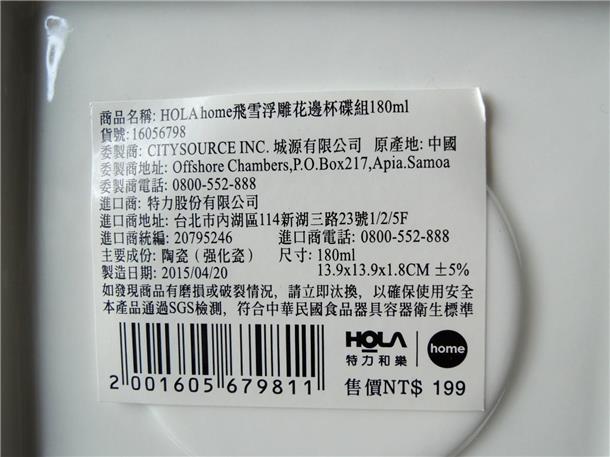 商品名稱: HOLAhome飛雪浮雕花邊杯碟組180ml
貨號:16056798
委製商: CITYSOURCE INC. 城源有限公司 原產地: 中國
委製商地址: Offshore Chambers,P.O.Box217,Apia.Samoa
委製商電話: 0800-552-888
進口商: 特力股份有限公司
進口商地址: 台北市內湖區114新湖三路23號1/2/5F
進口商統編: 20795246 進口商電話: 0800-552-888
主要成份: 陶瓷（強化瓷） 尺寸: 180ml
製造日期: 2015/04/20 13.9x13.9x1.8CM ±5%
如發現商品有磨損或破裂情況，請立即汰換，以確保使用安全
本產品通過SGS檢測，符合中華民國食品器具容器衛生標準
HOLA home
特力和樂
2 001605 679811
售價NT$ 199